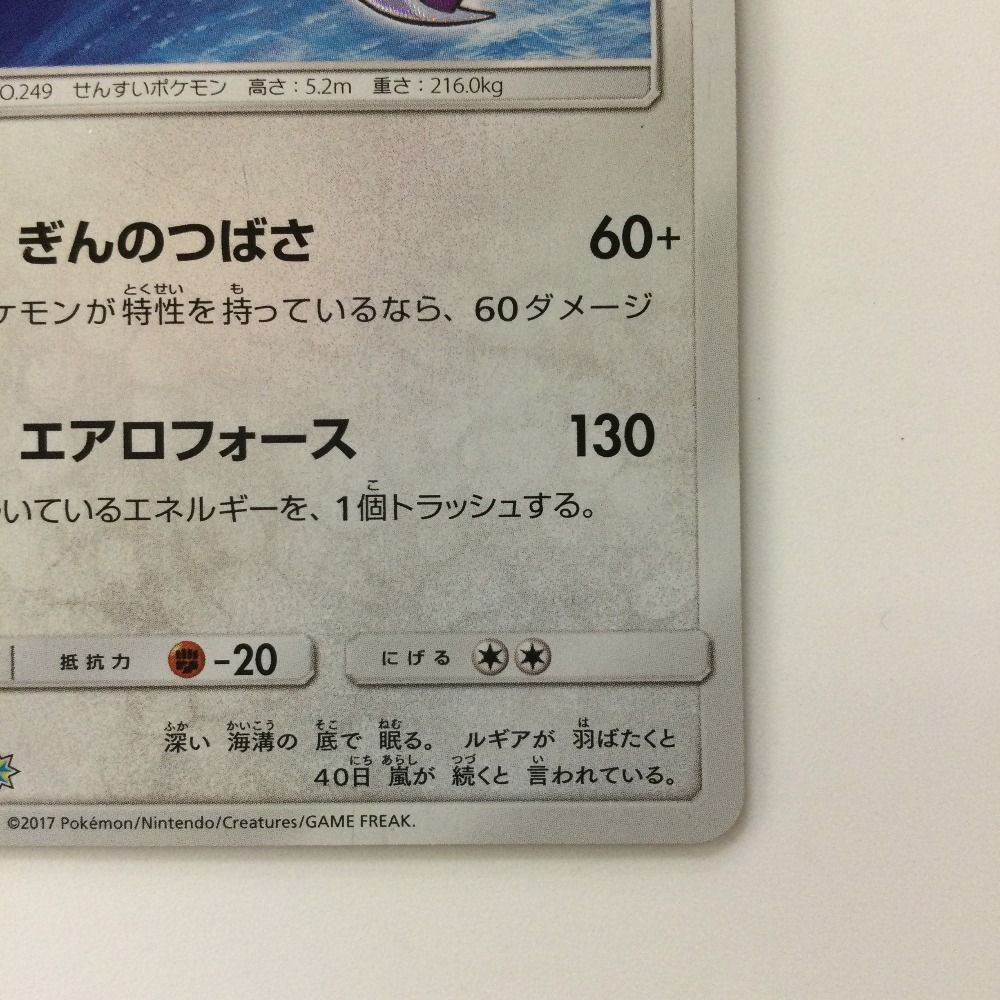 O.249 せんすいポケモン 高さ：5.2m 重さ：216.0kg
ぎんのつばさ 60+
ケモンが特性を持っているなら、60ダメージ
とくせい も
エアロフォース 130
いているエネルギーを、1個トラッシュする。
こ
抵抗力 -20 にげる
深い 海溝の 底で 眠る。 ルギアが 羽ばたくと
ふか かいこう そこ ねむ は
40日 嵐が 続くと 言われている。
にち あらし つづ い
©2017 Pokémon/Nintendo/Creatures/GAME FREAK.